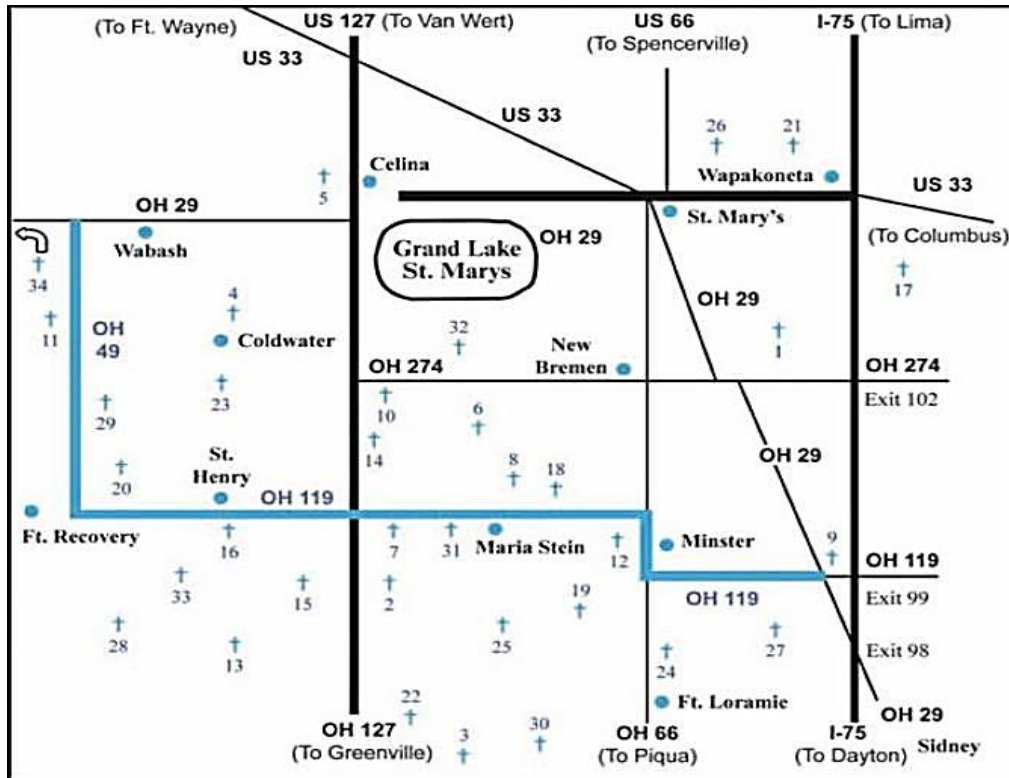 (To Ft. Wayne)
US 127 (To Van Wert)
US 66
(To Spencerville)
I-75 (To Lima)
US 33
US 33
26
21
Celina
Wapakoneta
5
US 33
OH 29
St. Mary's
Wabash
Grand Lake
St. Marys
OH 29
(To Columbus)
34
17
OH 29
4
11
OH
49
Coldwater
32
1
New
Bremen
OH 274
OH 274
23
10
Exit 102
29
6
14
St.
Henry
8
18
OH 29
20
OH 119
Ft. Recovery
16
7
31
Maria Stein
12
Minster
9
OH 119
33
15
2
19
OH 119
Exit 99
28
13
25
27
Exit 98
24
22
Ft. Loramie
30
3
OH 127
(To Greenville)
OH 66
(To Piqua)
I-75
(To Dayton)
OH 29
Sidney